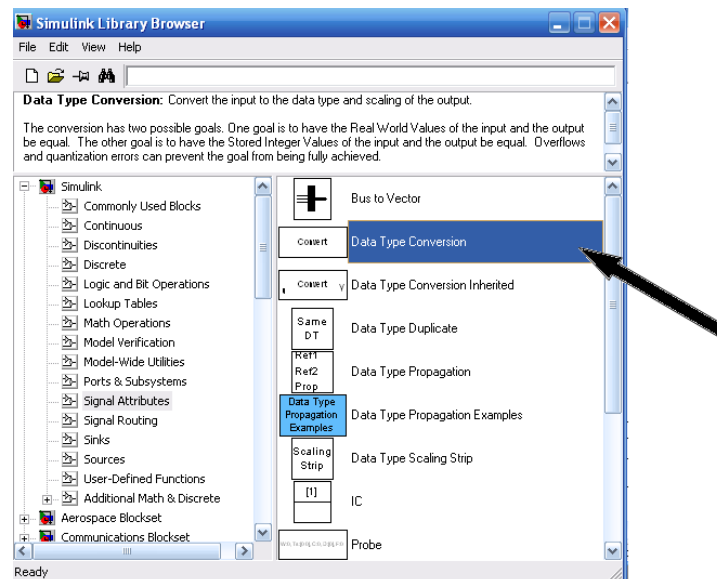 Simulink Library Browser
File Edit View Help
Data Type Conversion: Convert the input to the data type and scaling of the output.
The conversion has two possible goals. One goal is to have the Real World Values of the input and the output
be equal. The other goal is to have the Stored Integer Values of the input and the output be equal. Overflows
and quantization errors can prevent the goal from being fully achieved.
Simulink
Commonly Used Blocks
Continuous
Discontinuities
Discrete
Logic and Bit Operations
Lookup Tables
Math Operations
Model Verification
Model-Wide Utilities
Ports & Subsystems
Signal Attributes
Signal Routing
Sinks
Sources
User-Defined Functions
Additional Math & Discrete
Aerospace Blockset
Communications Blockset
Bus to Vector
Convert
Data Type Conversion
Convert
Data Type Conversion Inherited
Same
DT
Data Type Duplicate
Ref1
Ref2
Prop
Data Type Propagation
Data Type
Propagation
Examples
Data Type Propagation Examples
Scaling
Strip
Data Type Scaling Strip
[1]
IC
Probe
Ready